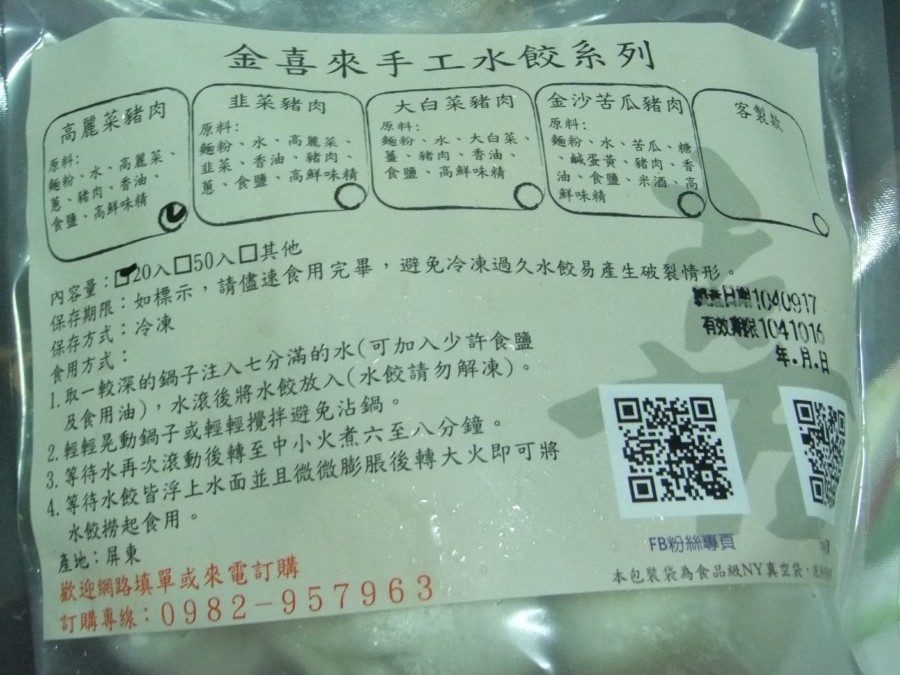 金喜來手工水餃系列
高麗菜豬肉
原料:
麵粉、水、高麗菜、
蔥、豬肉、香油、
食鹽、高鮮味精
韭菜豬肉
原料:
麵粉、水、高麗菜、
韭菜、香油、豬肉、
蔥、食鹽、高鮮味精
大白菜豬肉
原料:
麵粉、水、大白菜、
薑、豬肉、香油、
食鹽、高鮮味精
金沙苦瓜豬肉
原料:
麵粉、水、苦瓜、糖
、鹹蛋黃、豬肉、香
油、食鹽、米酒、高
鮮味精
客製款
內容量:□20入□50入□其他
保存期限:如標示,請儘速食用完畢,避免冷凍過久水餃易產生破裂情形。
保存方式:冷凍
食用方式:
1.取一較深的鍋子注入七分滿的水(可加入少許食鹽
及食用油),水滾後將水餃放入(水餃請勿解凍)。
2.輕輕晃動鍋子或輕輕攪拌避免沾鍋。
3.等待水再次滾動後轉至中小火煮六至八分鐘。
4.等待水餃皆浮上水面並且微微膨脹後轉大火即可將
水餃撈起食用。
產地:屏東
歡迎網路填單或來電訂購
訂購專線:0982-957963
1040917
有效期限1041016
年.月.日
FB粉絲專頁
本包裝袋為食品級NY真空袋,